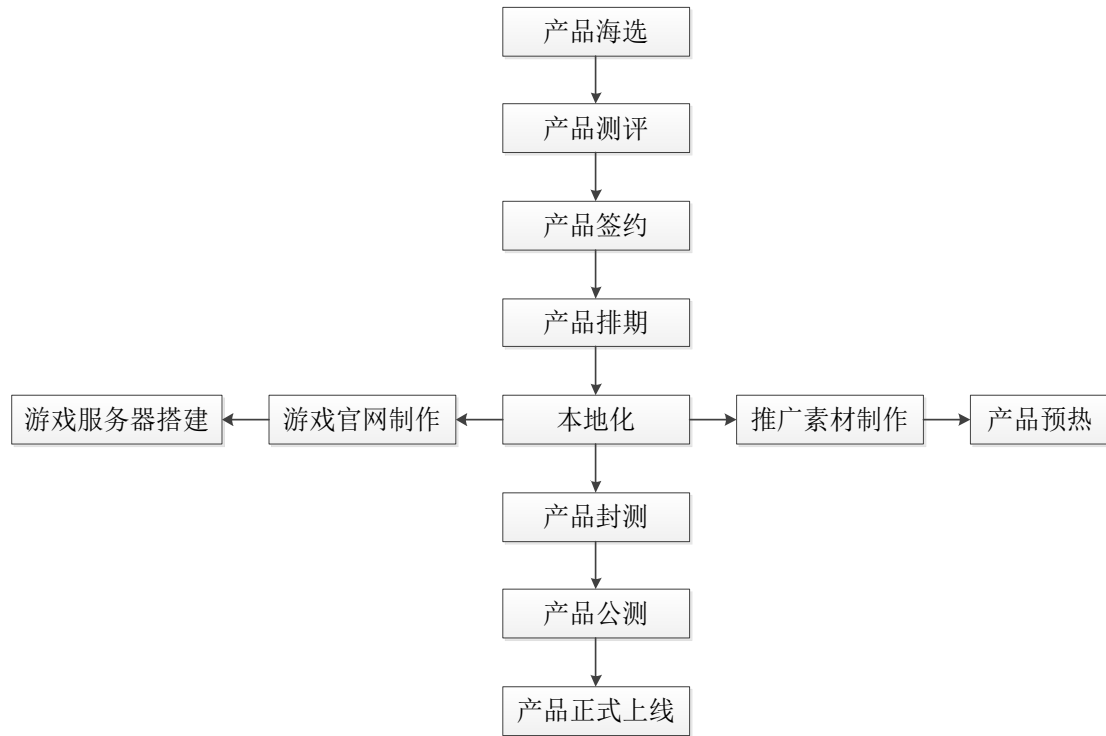 产品海选
产品测评
产品签约
产品排期
游戏服务器搭建
游戏官网制作
本地化
推广素材制作
产品预热
产品封测
产品公测
产品正式上线